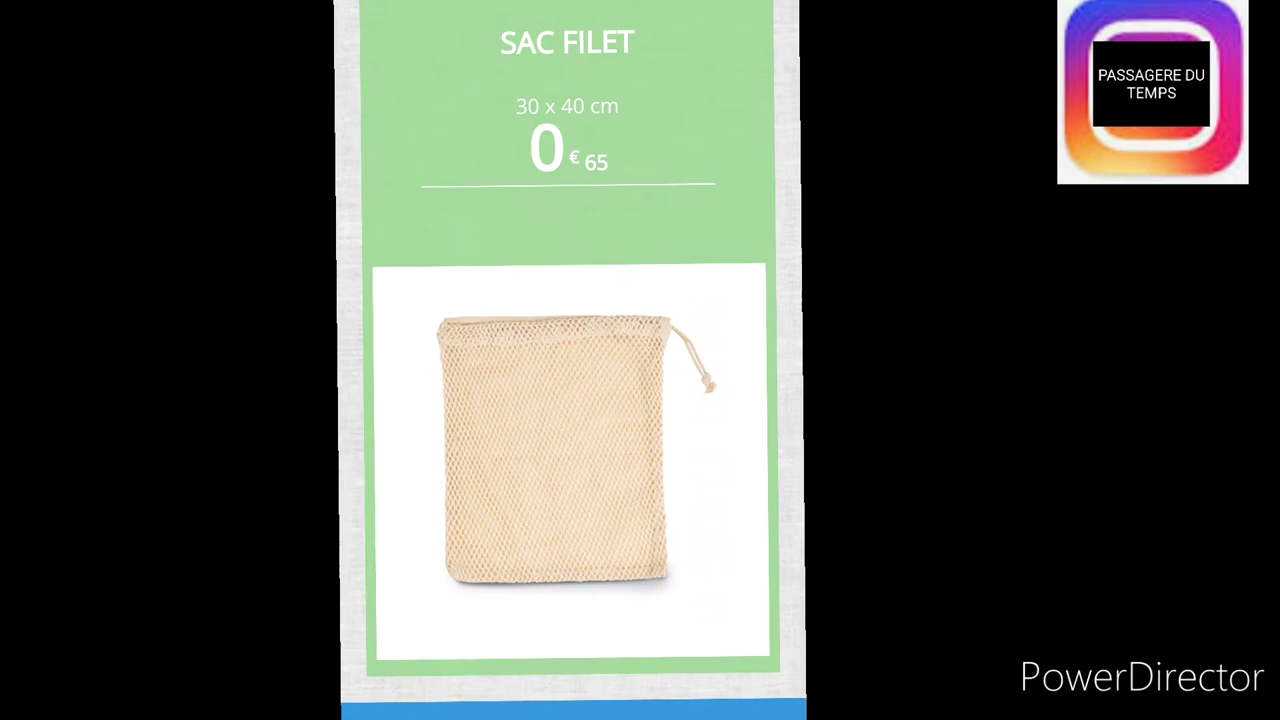 SAC FILET
30 x 40 cm
0 € 65
PASSAGERE DU
TEMPS
PowerDirector